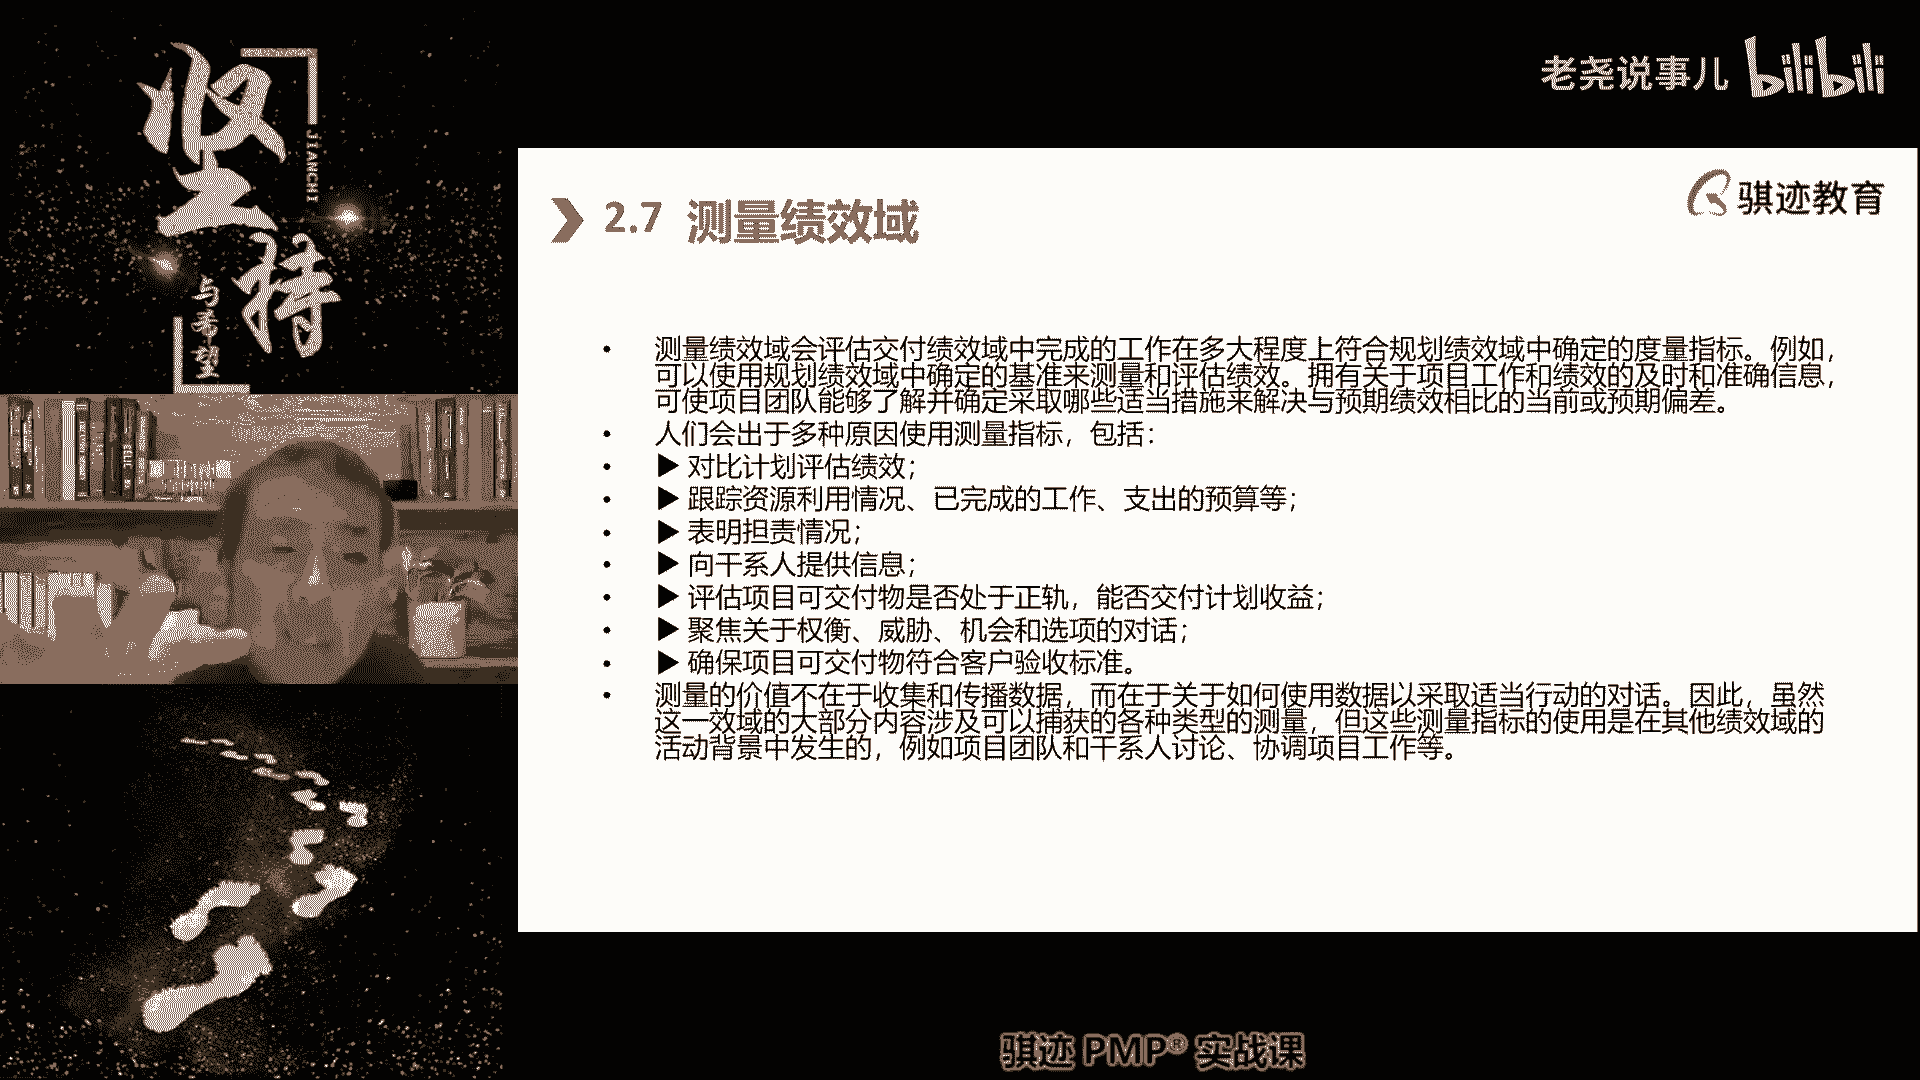 坚持
JIANCHI
与希望
老尧说事儿 bilibili
骐迹教育
2.7 测量绩效域
• 测量绩效域会评估交付绩效域中完成的工作在多大程度上符合规划绩效域中确定的度量指标。例如，
可以使用规划绩效域中确定的基准来测量和评估绩效。拥有关于项目工作和绩效的及时和准确信息，
可使项目团队能够了解并确定采取哪些适当措施来解决与预期绩效相比的当前或预期偏差。
• 人们会出于多种原因使用测量指标，包括：
• ▶ 对比计划评估绩效；
• ▶ 跟踪资源利用情况、已完成的工作、支出的预算等；
• ▶ 表明担责情况；
• ▶ 向干系人提供信息；
• ▶ 评估项目可交付物是否处于正轨，能否交付计划收益；
• ▶ 聚焦关于权衡、威胁、机会和选项的对话；
• ▶ 确保项目可交付物符合客户验收标准。
• 测量的价值不在于收集和传播数据，而在于关于如何使用数据以采取适当行动的对话。因此，虽然
这一效域的大部分内容涉及可以捕获的各种类型的测量，但这些测量指标的使用是在其他绩效域的
活动背景中发生的，例如项目团队和干系人讨论、协调项目工作等。
骐迹 PMP® 实战课